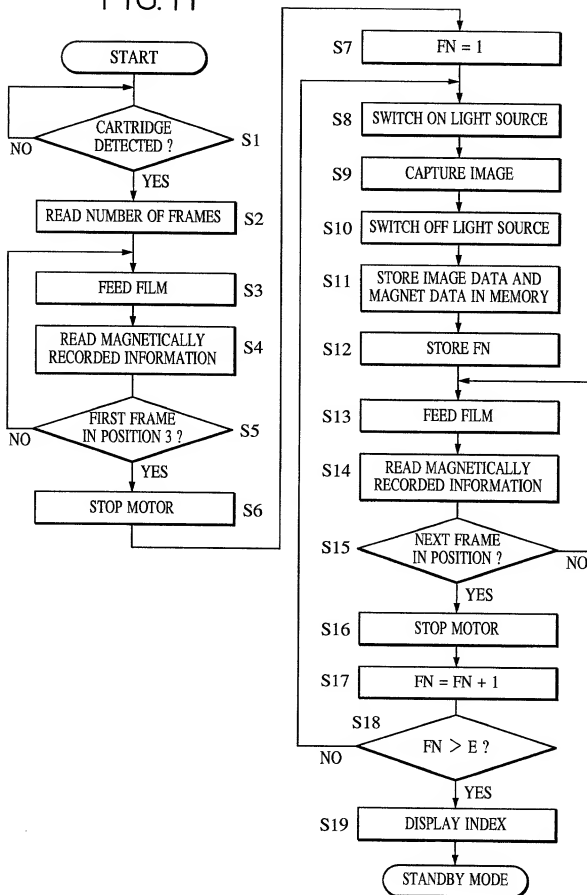 FIG. 11
START
CARTRIDGE
DETECTED ?
S1
NO
YES
READ NUMBER OF FRAMES
S2
FEED FILM
S3
READ MAGNETICALLY
RECORDED INFORMATION
S4
FIRST FRAME
IN POSITION 3 ?
S5
NO
YES
STOP MOTOR
S6
S7
FN = 1
S8
SWITCH ON LIGHT SOURCE
S9
CAPTURE IMAGE
S10
SWITCH OFF LIGHT SOURCE
S11
STORE IMAGE DATA AND
MAGNET DATA IN MEMORY
S12
STORE FN
S13
FEED FILM
S14
READ MAGNETICALLY
RECORDED INFORMATION
S15
NEXT FRAME
IN POSITION ?
NO
YES
S16
STOP MOTOR
S17
FN = FN + 1
S18
FN > E ?
NO
YES
S19
DISPLAY INDEX
STANDBY MODE